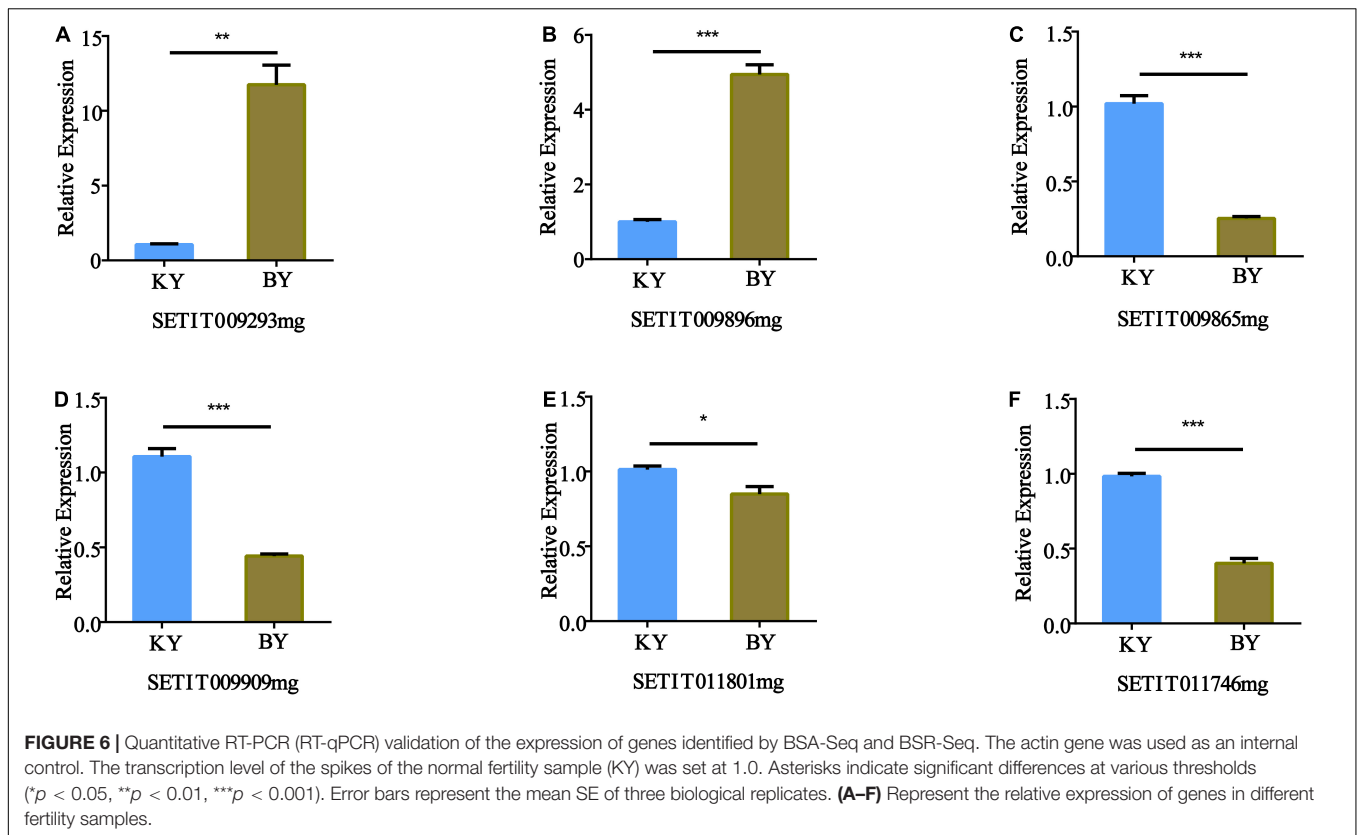 A
15
10
5
0
Relative Expression
**
KY
BY
SETIT009293mg
B
6
4
2
0
Relative Expression
***
KY
BY
SETIT009896mg
C
1.5
1.0
0.5
0.0
Relative Expression
***
KY
BY
SETIT009865mg
D
1.5
1.0
0.5
0.0
Relative Expression
***
KY
BY
SETIT009909mg
E
1.5
1.0
0.5
0.0
Relative Expression
*
KY
BY
SETIT011801mg
F
1.5
1.0
0.5
0.0
Relative Expression
***
KY
BY
SETIT011746mg
FIGURE 6 | Quantitative RT-PCR (RT-qPCR) validation of the expression of genes identified by BSA-Seq and BSR-Seq. The actin gene was used as an internal
control. The transcription level of the spikes of the normal fertility sample (KY) was set at 1.0. Asterisks indicate significant differences at various thresholds
(*p < 0.05, **p < 0.01, ***p < 0.001). Error bars represent the mean SE of three biological replicates. (A–F) Represent the relative expression of genes in different
fertility samples.